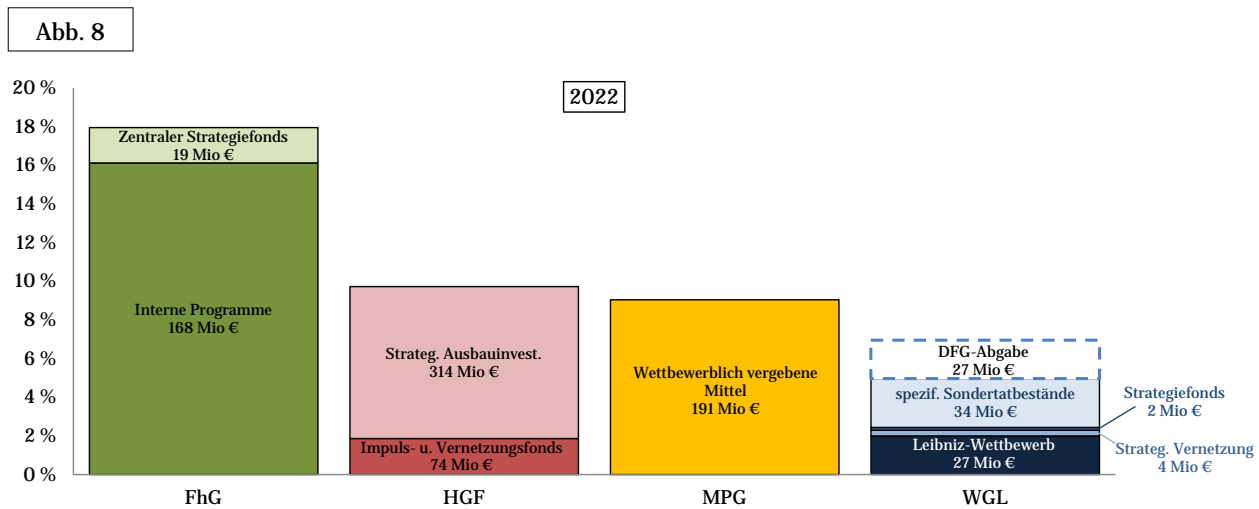 Abb. 8
2022
20 %
18 %
16 %
14 %
12 %
10 %
8 %
6 %
4 %
2 %
0 %
Zentraler Strategiefonds
19 Mio €
Interne Programme
168 Mio €
Strateg. Ausbauinvest.
314 Mio €
Impuls- u. Vernetzungsfonds
74 Mio €
Wettbewerblich vergebene
Mittel
191 Mio €
DFG-Abgabe
27 Mio €
spezif. Sondertatbestände
34 Mio €
Leibniz-Wettbewerb
27 Mio €
Strategiefonds
2 Mio €
Strateg. Vernetzung
4 Mio €
FhG
HGF
MPG
WGL